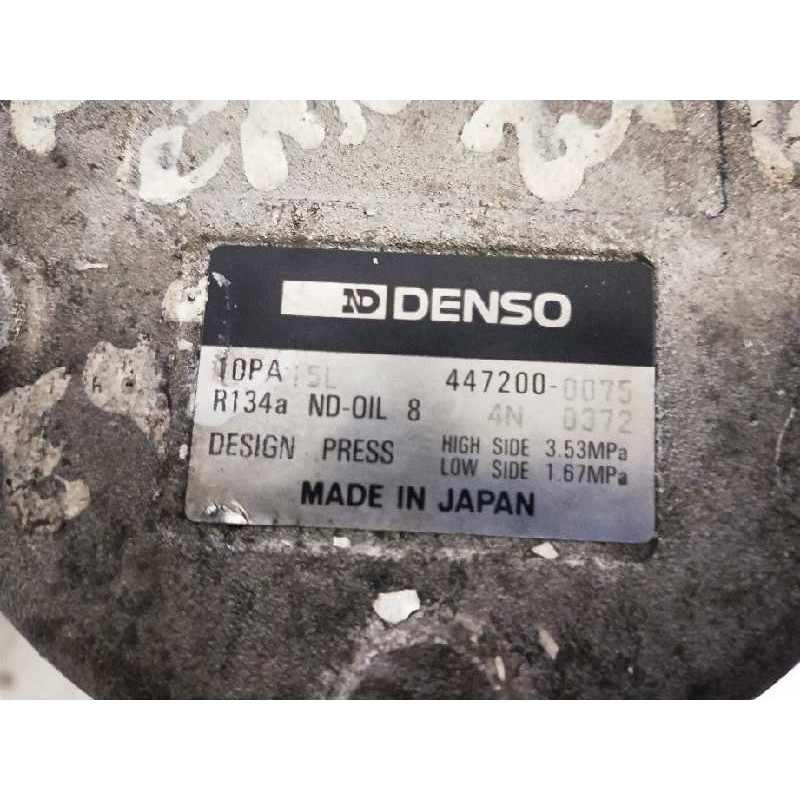 ND DENSO
10PA15L 447200-0075
R134a ND-OIL 8 4N 0372
DESIGN PRESS HIGH SIDE 3.53MPa
LOW SIDE 1.67MPa
MADE IN JAPAN